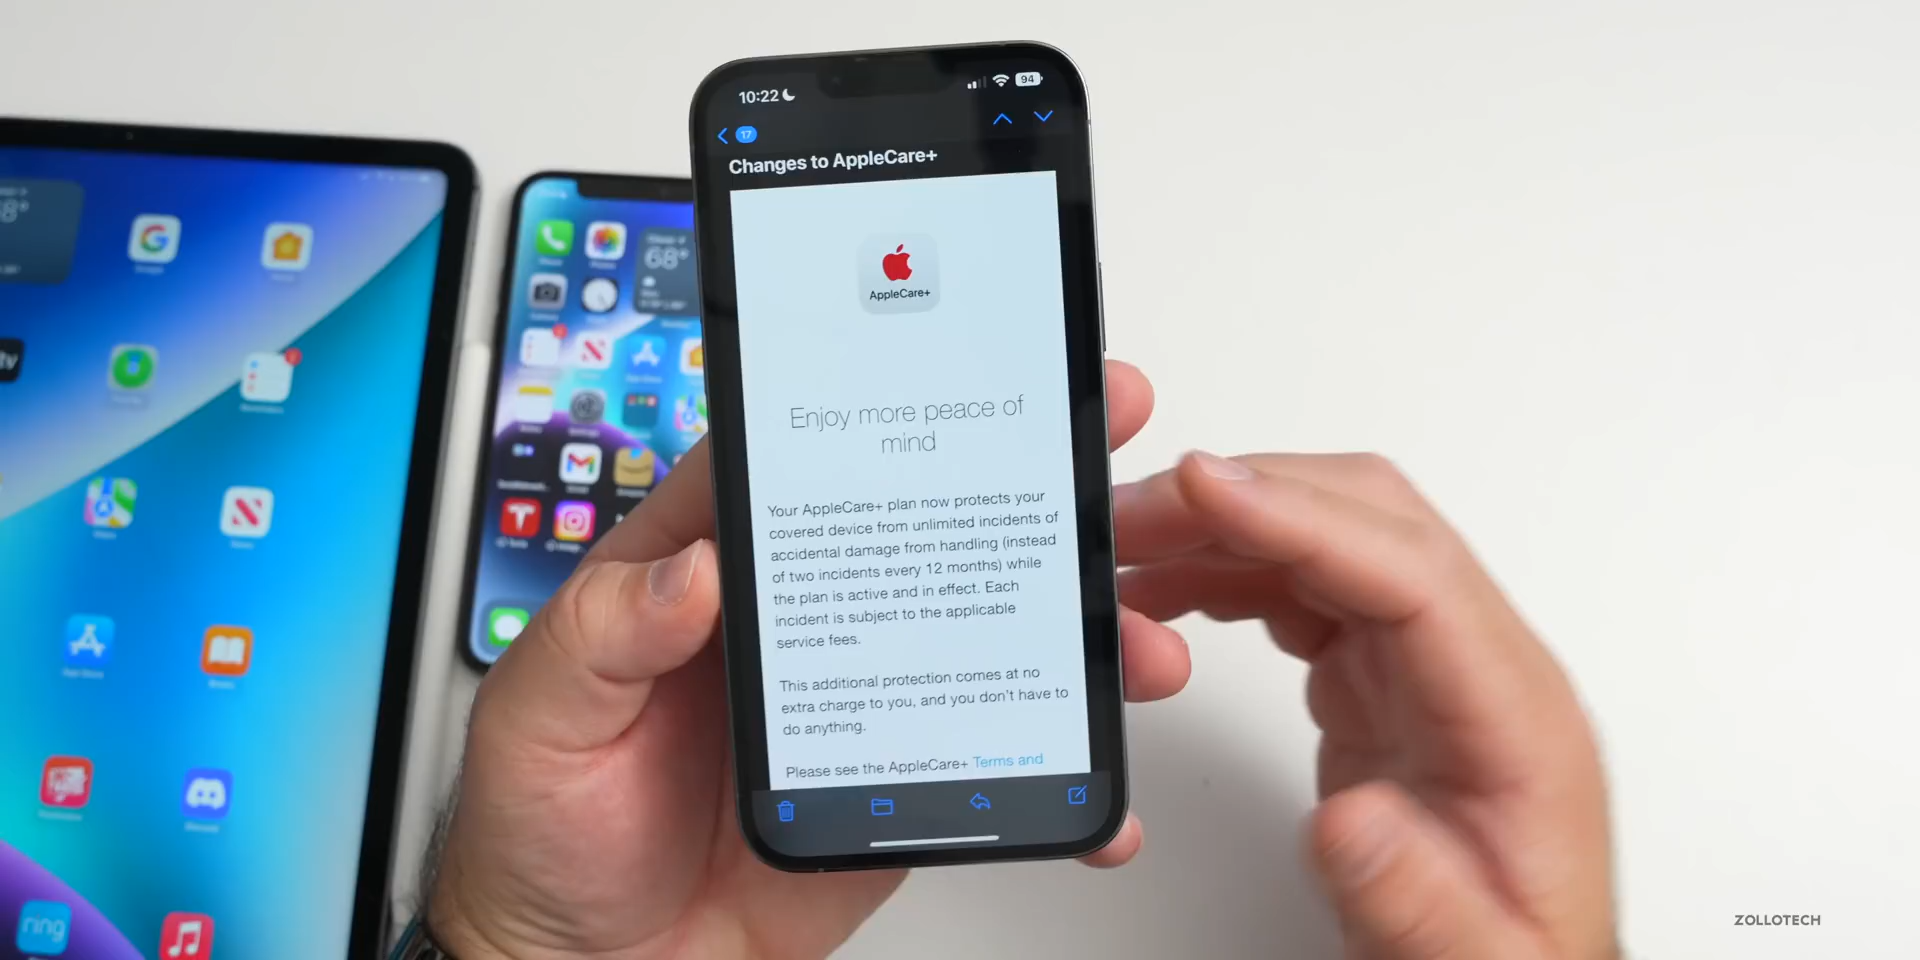 10:22
94
17
Changes to AppleCare+
AppleCare+
Enjoy more peace of
mind
Your AppleCare+ plan now protects your
covered device from unlimited incidents of
accidental damage from handling (instead
of two incidents every 12 months) while
the plan is active and in effect. Each
incident is subject to the applicable
service fees.
This additional protection comes at no
extra charge to you, and you don't have to
do anything.
Please see the AppleCare+ Terms and
68°
tv
App Store
ring
ZOLLOTECH